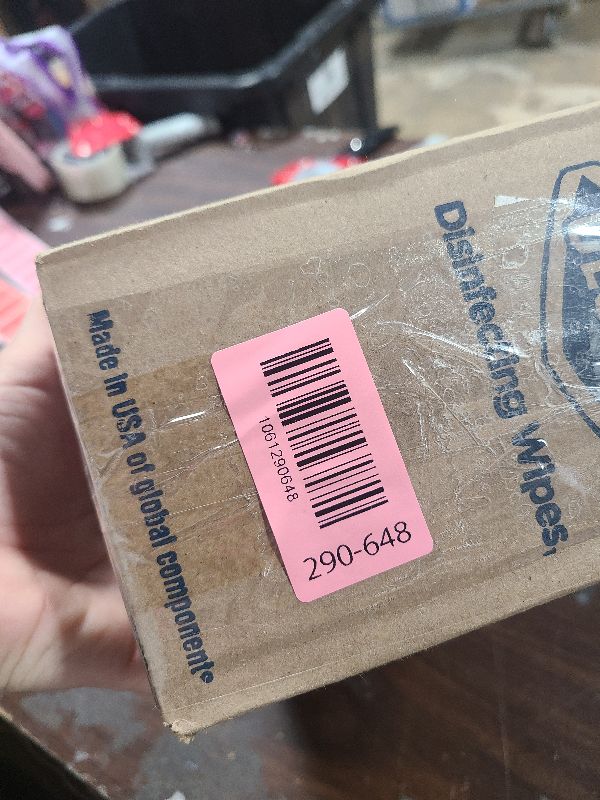 Disinfecting Wipes,
1061290648
290-648
Made in USA of global components